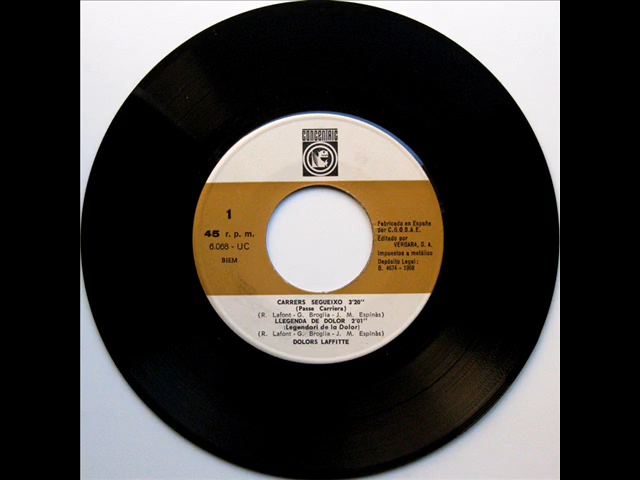 CONCENTRIC
1
45 r. p. m.
6.068 - UC
BIEM
Fabricado en España
por C.S.O.S.A.E.
Editado por
VERGARA, S. A.
Impuestos a metálico
Depósito Legal:
B. 4074 - 1968
CARRERS SEGUEIXO 3'20"
(Passe Carriera)
(R. Lafont - G. Broglia - J. M. Espinàs)
LLEGENDA DE DOLOR 2'01"
(Legendari de la Dolor)
(R. Lafont - G. Broglia - J. M. Espinàs)
DOLORS LAFFITTE